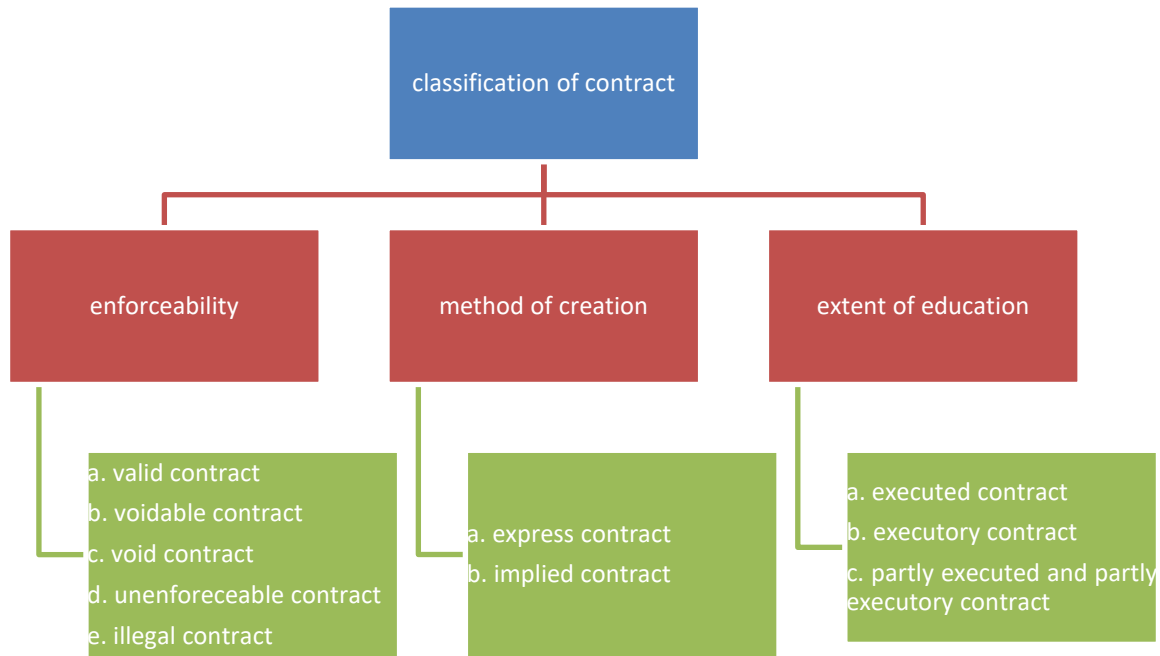 classification of contract
enforceability
method of creation
extent of education
a. valid contract
b. voidable contract
c. void contract
d. unenforeceable contract
e. illegal contract
a. express contract
b. implied contract
a. executed contract
b. executory contract
c. partly executed and partly
executory contract